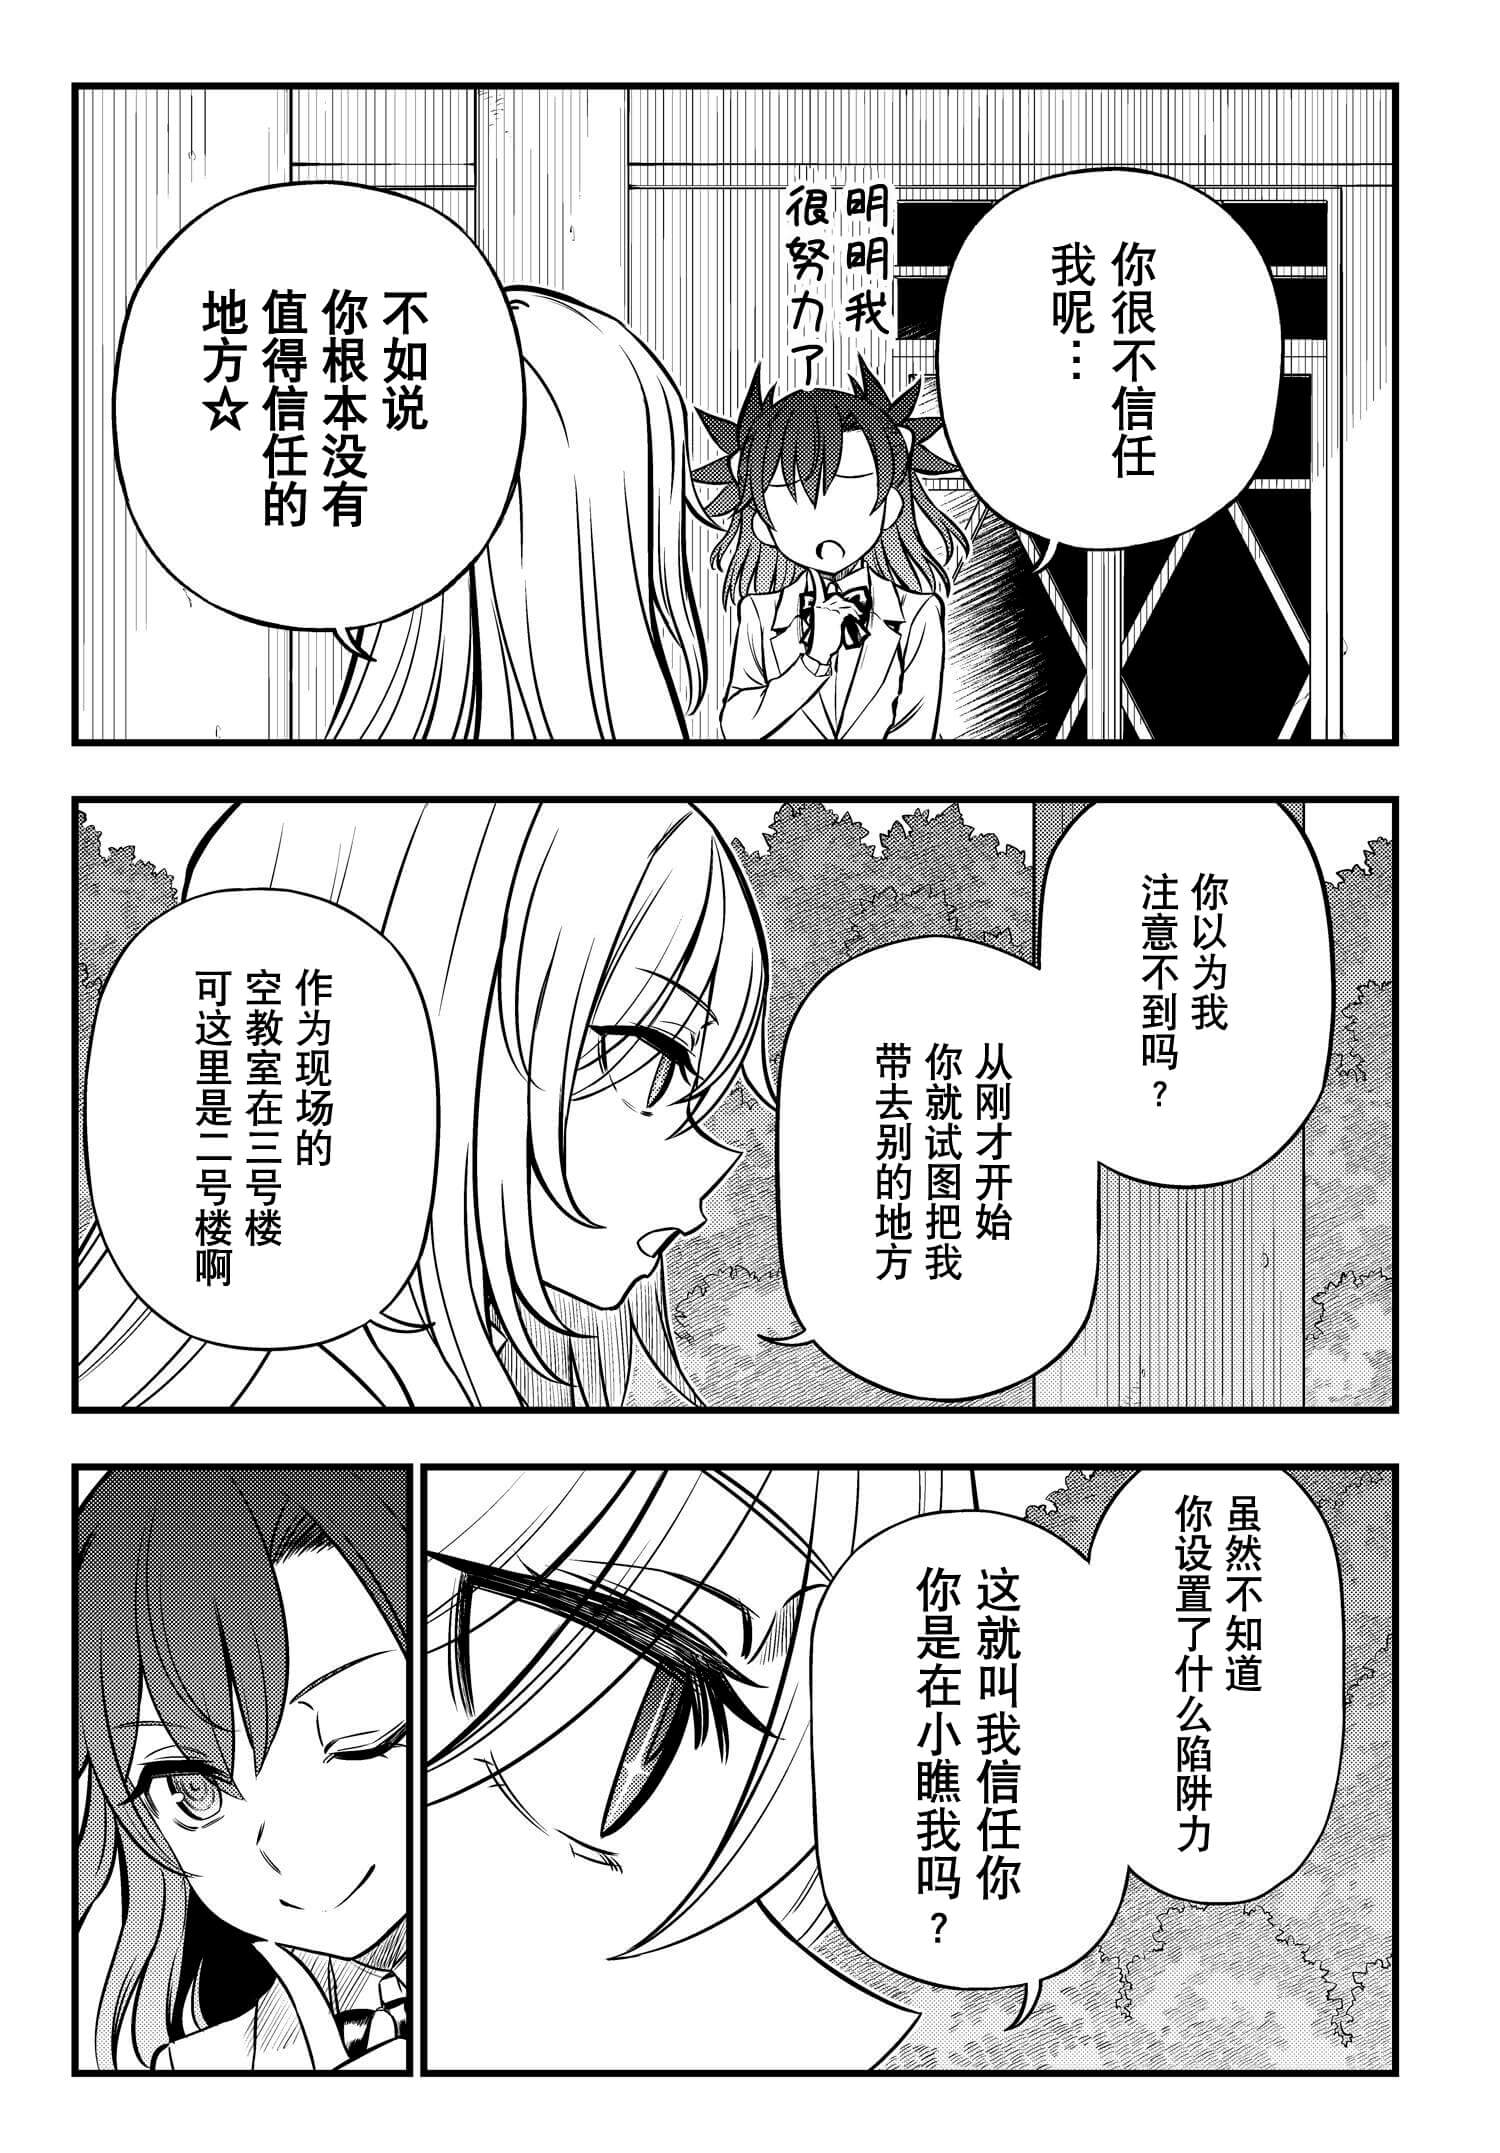 你很不信任
我呢…
明明我
很努力了
不如说
你根本没有
值得信任的
地方☆
你以为我
注意不到吗?
从刚才开始
你就试图把我
带去别的地方
作为现场的
空教室在三号楼
可这里是二号楼啊
虽然不知道
你设置了什么陷阱力
这就叫我信任你
你是在小瞧我吗?